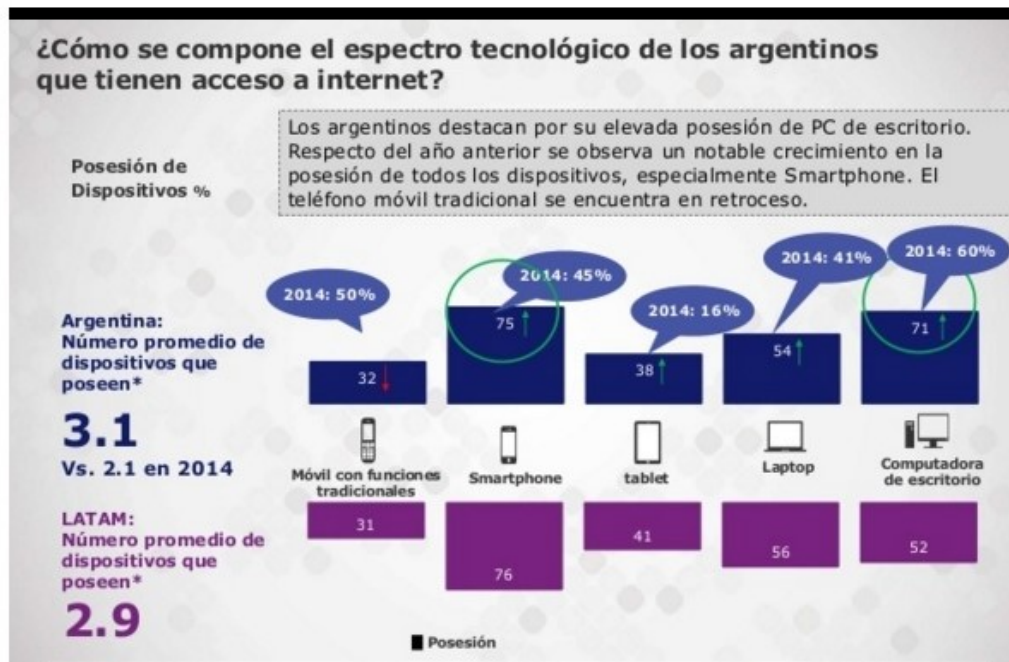 ¿Cómo se compone el espectro tecnológico de los argentinos
que tienen acceso a internet?
Posesión de
Dispositivos %
Los argentinos destacan por su elevada posesión de PC de escritorio.
Respecto del año anterior se observa un notable crecimiento en la
posesión de todos los dispositivos, especialmente Smartphone. El
teléfono móvil tradicional se encuentra en retroceso.
2014: 50%
2014: 45%
2014: 16%
2014: 41%
2014: 60%
Argentina:
Número promedio de
dispositivos que
poseen*
3.1
Vs. 2.1 en 2014
32
75
38
54
71
Móvil con funciones
tradicionales
Smartphone
tablet
Laptop
Computadora
de escritorio
LATAM:
Número promedio de
dispositivos que
poseen*
2.9
31
76
41
56
52
Posesión